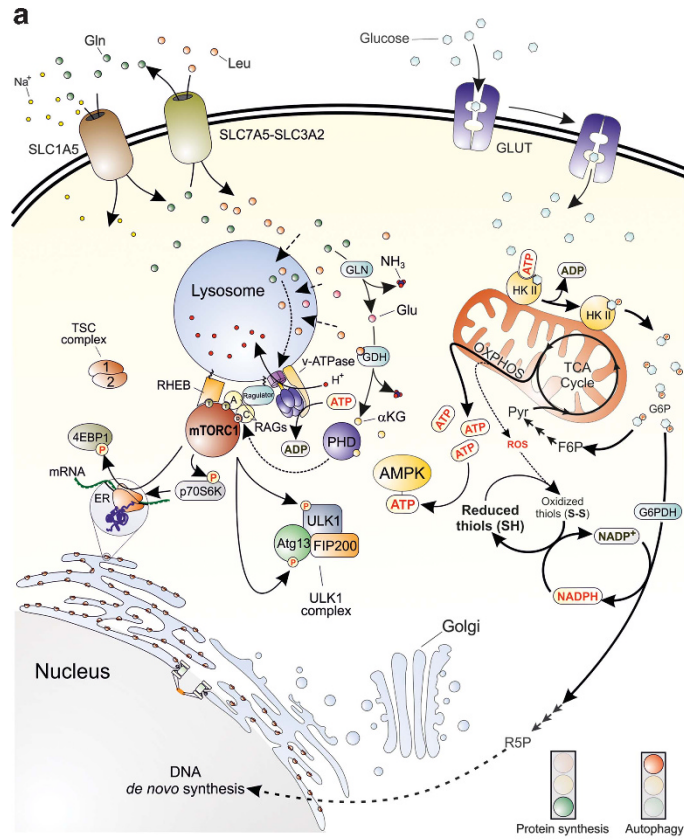 a
Gln
Leu
Na+
SLC1A5
SLC7A5-SLC3A2
Glucose
GLUT
Lysosome
GLN
NH3
Glu
GDH
αKG
PHD
TSC
complex
1
2
RHEB
v-ATPase
Ragulator
H+
A
C
RAGs
ATP
ADP
mTORC1
4EBP1
P
mRNA
ER
P
p70S6K
P
ULK1
Atg13
FIP200
P
ULK1
complex
ATP
ADP
HK II
HK II
P
OXPHOS
TCA
Cycle
P
G6P
Pyr
F6P
ATP
ATP
ATP
ROS
AMPK
ATP
Reduced
thiols (SH)
Oxidized
thiols (S-S)
G6PDH
NADP+
NADPH
Golgi
Nucleus
R5P
DNA
de novo synthesis
Protein synthesis
Autophagy